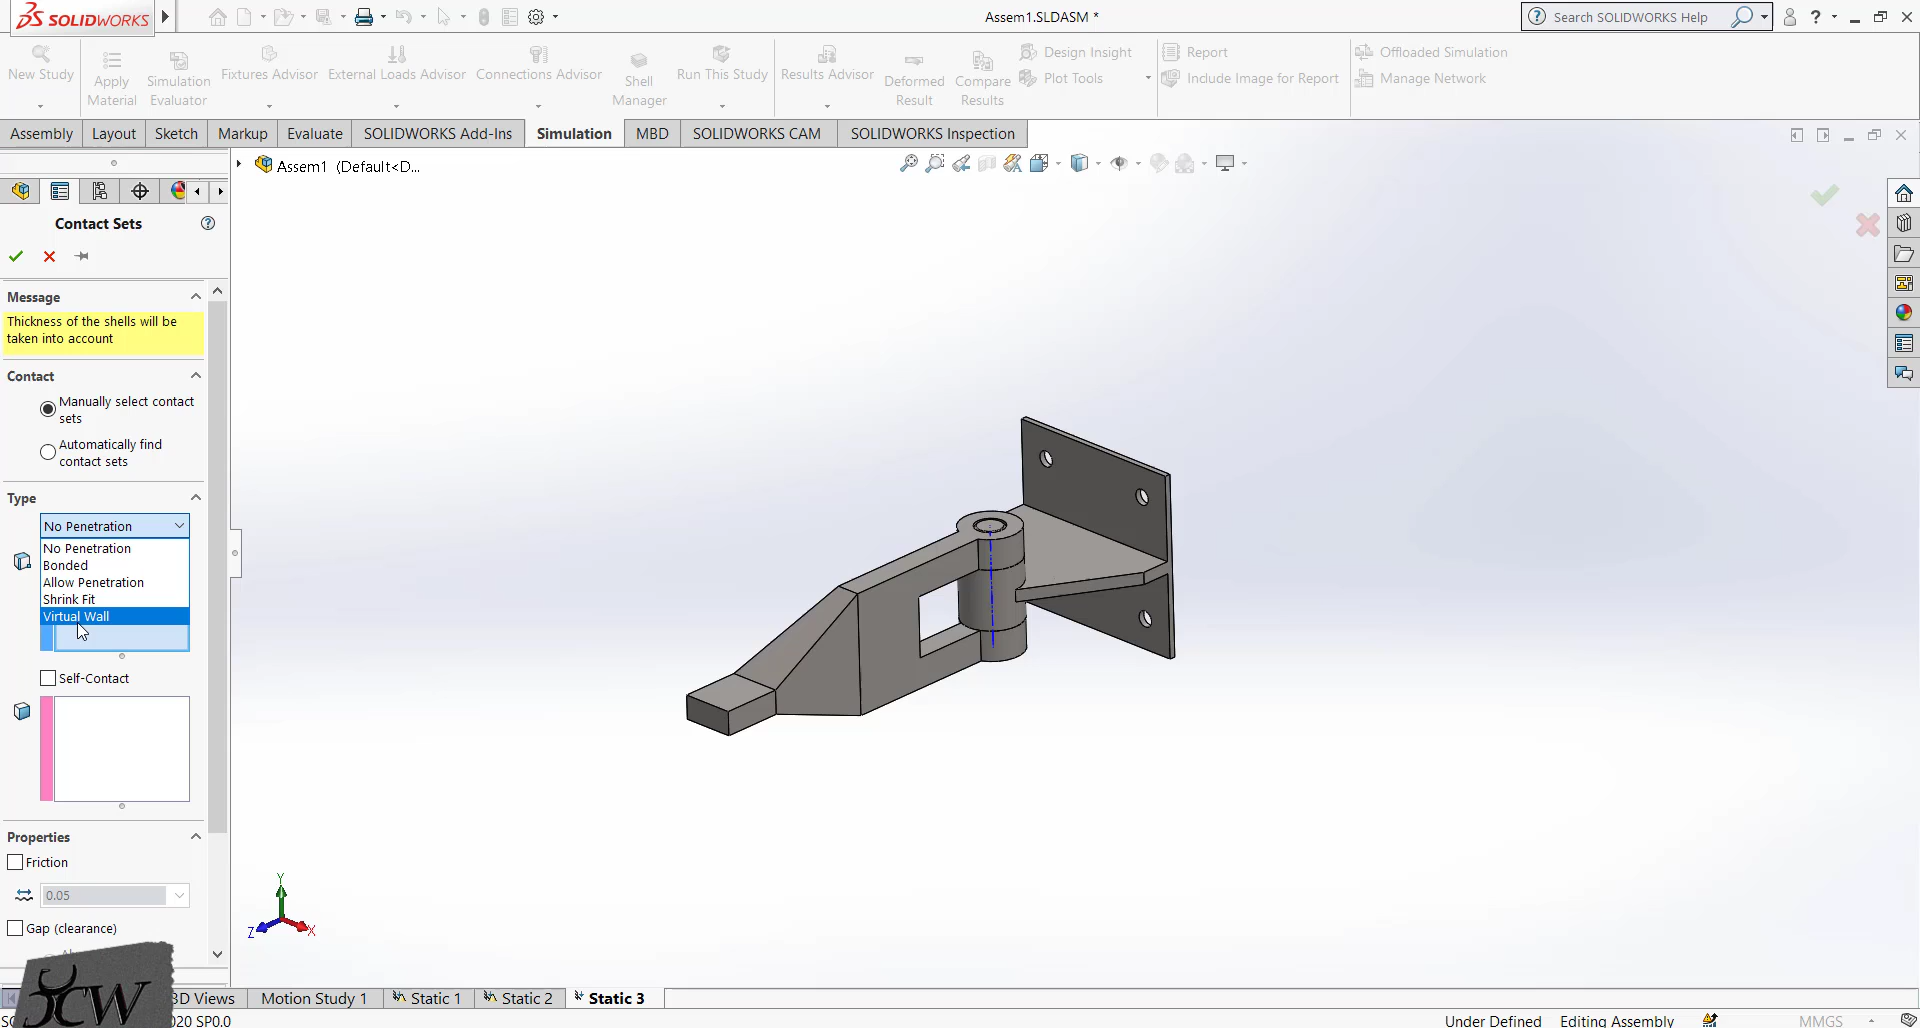 SOLIDWORKS
Assem1.SLDASM *
Search SOLIDWORKS Help
New Study
Apply Material
Simulation Evaluator
Fixtures Advisor
External Loads Advisor
Connections Advisor
Shell Manager
Run This Study
Results Advisor
Deformed Result
Compare Results
Design Insight
Plot Tools
Report
Include Image for Report
Offloaded Simulation
Manage Network
Assembly
Layout
Sketch
Markup
Evaluate
SOLIDWORKS Add-Ins
Simulation
MBD
SOLIDWORKS CAM
SOLIDWORKS Inspection
Assem1 (Default<D...
Contact Sets
Message
Thickness of the shells will be
taken into account
Contact
Manually select contact
sets
Automatically find
contact sets
Type
No Penetration
No Penetration
Bonded
Allow Penetration
Shrink Fit
Virtual Wall
Self-Contact
Properties
Friction
0.05
Gap (clearance)
Y
Z
X
JCW
3D Views
Motion Study 1
Static 1
Static 2
Static 3
020 SP0.0
Under Defined
Editing Assembly
MMGS